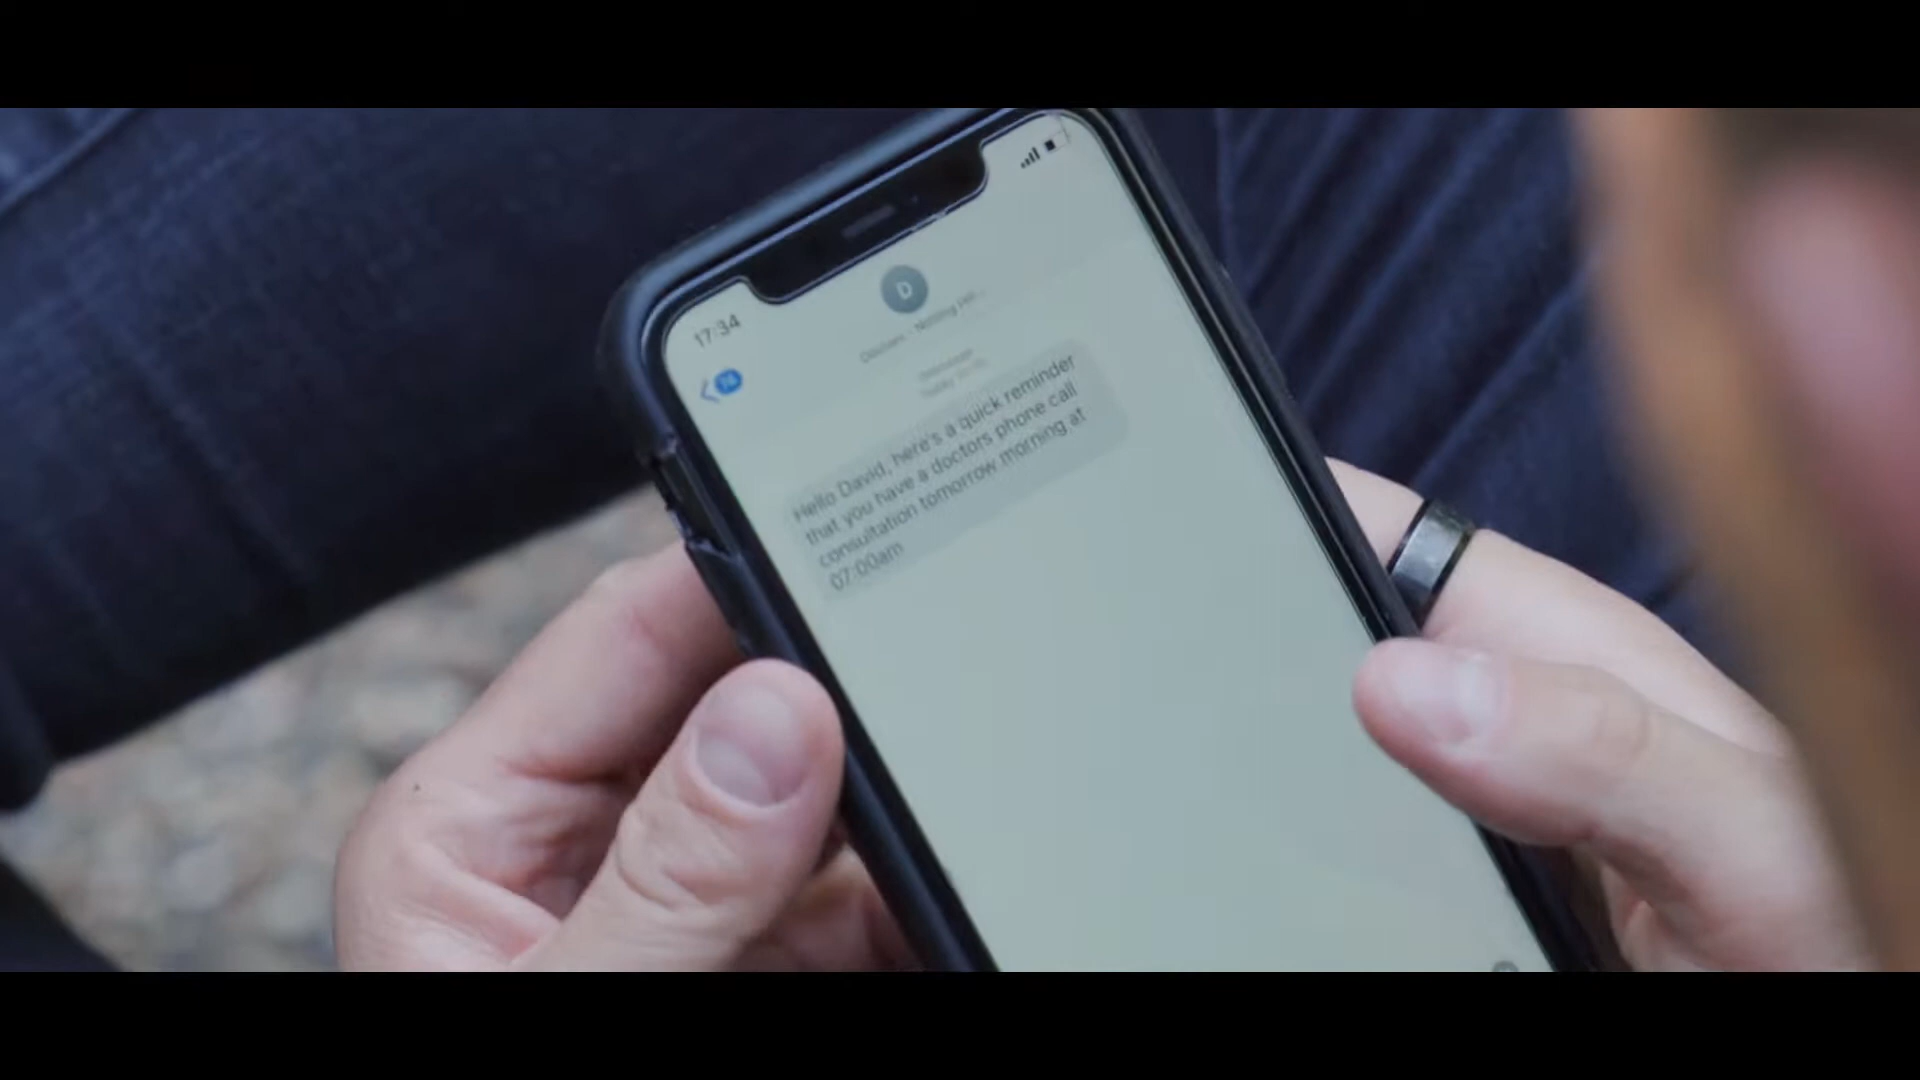 17:34
D
Hello David, here's a quick reminder
that you have a doctors phone call
consultation tomorrow morning at
07:00am